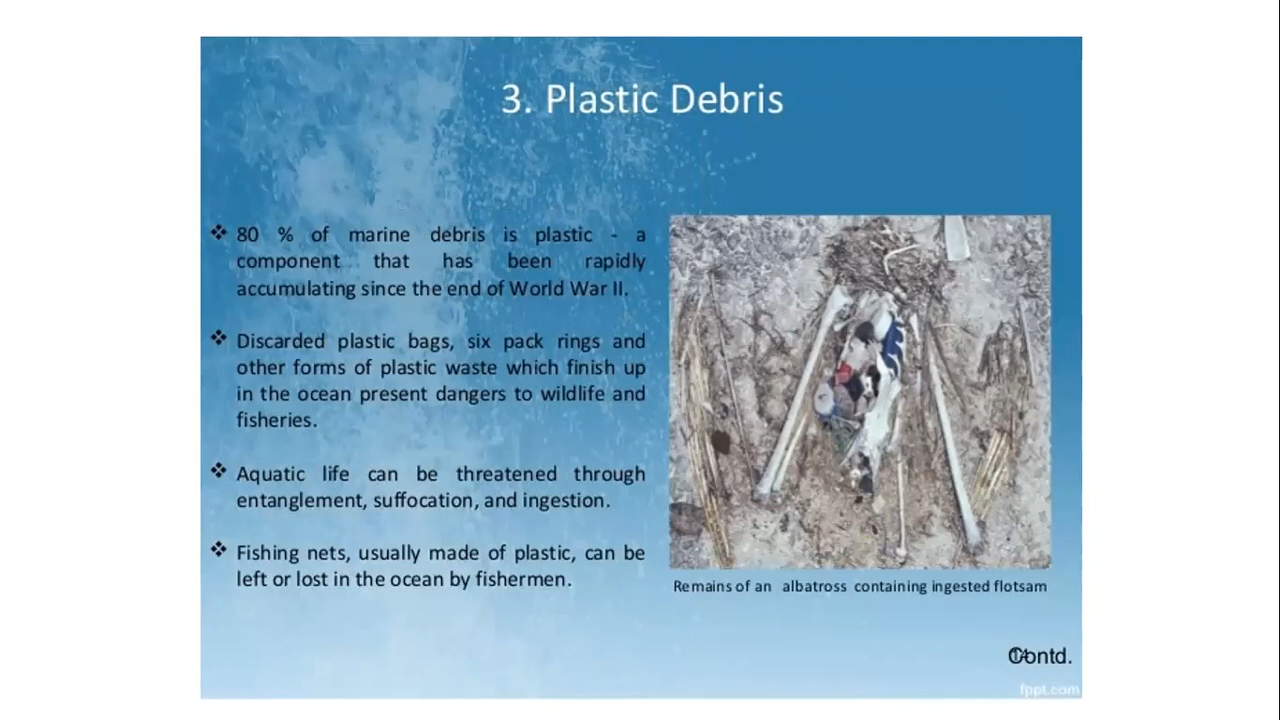 3. Plastic Debris
❖ 80 % of marine debris is plastic - a
component that has been rapidly
accumulating since the end of World War II.
❖ Discarded plastic bags, six pack rings and
other forms of plastic waste which finish up
in the ocean present dangers to wildlife and
fisheries.
❖ Aquatic life can be threatened through
entanglement, suffocation, and ingestion.
❖ Fishing nets, usually made of plastic, can be
left or lost in the ocean by fishermen.
Remains of an albatross containing ingested flotsam
Contd.
fppt.com